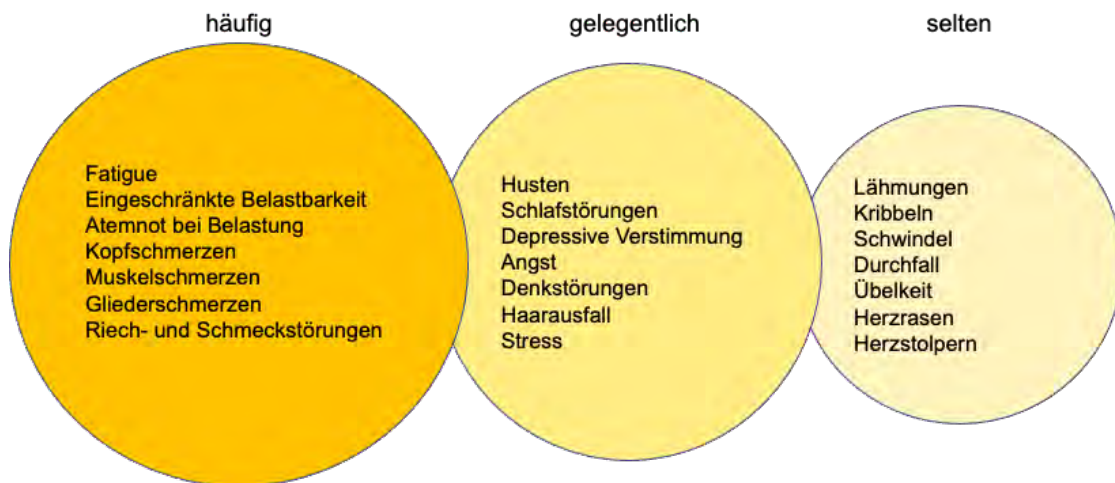 häufig
gelegentlich
selten
Fatigue
Eingeschränkte Belastbarkeit
Atemnot bei Belastung
Kopfschmerzen
Muskelschmerzen
Gliederschmerzen
Riech- und Schmeckstörungen
Husten
Schlafstörungen
Depressive Verstimmung
Angst
Denkstörungen
Haarausfall
Stress
Lähmungen
Kribbeln
Schwindel
Durchfall
Übelkeit
Herzrasen
Herzstolpern